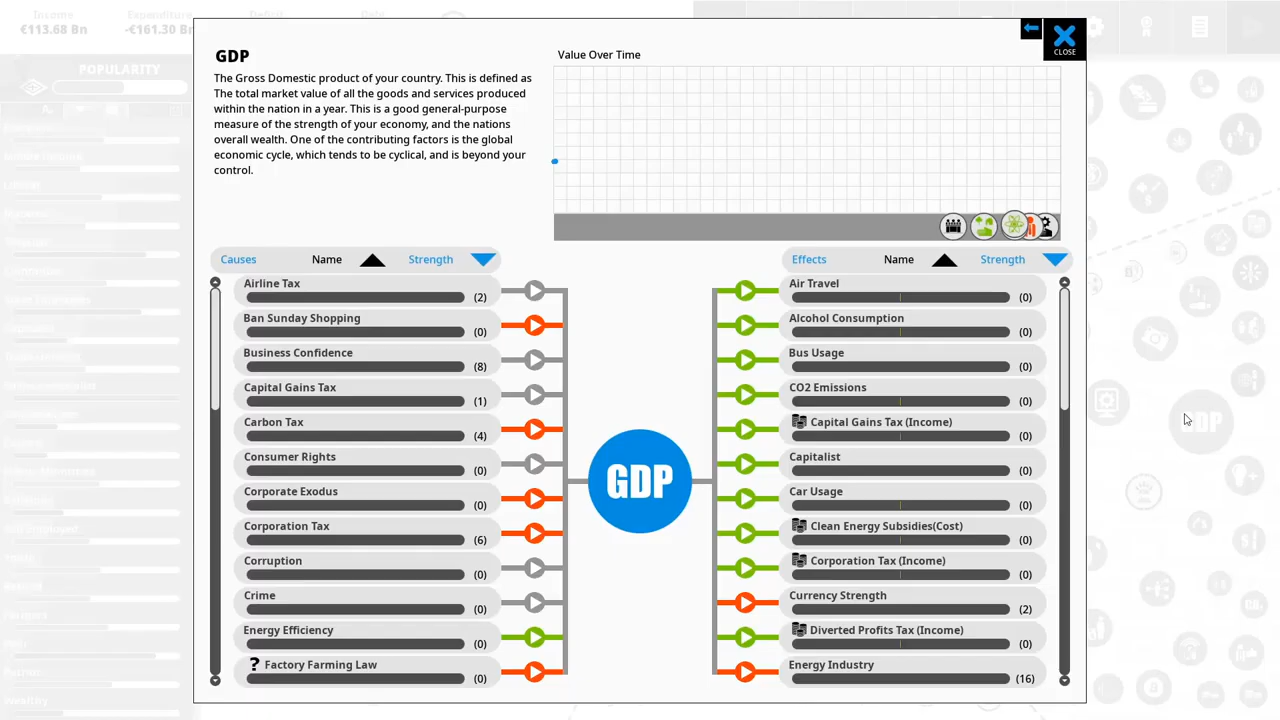 Income
Expenditure
Deficit
Date
€113.68 Bn
-€161.30 Bn
POPULARITY
GDP
The Gross Domestic product of your country. This is defined as
The total market value of all the goods and services produced
within the nation in a year. This is a good general-purpose
measure of the strength of your economy, and the nations
overall wealth. One of the contributing factors is the global
economic cycle, which tends to be cyclical, and is beyond your
control.
Value Over Time
CLOSE
Causes Name Strength
Airline Tax
(2)
Ban Sunday Shopping
(0)
Business Confidence
(8)
Capital Gains Tax
(1)
Carbon Tax
(4)
Consumer Rights
(0)
Corporate Exodus
(0)
Corporation Tax
(6)
Corruption
(0)
Crime
(0)
Energy Efficiency
(0)
? Factory Farming Law
(0)
GDP
Effects Name Strength
Air Travel
(0)
Alcohol Consumption
(0)
Bus Usage
(0)
CO2 Emissions
(0)
Capital Gains Tax (Income)
(0)
Capitalist
(0)
Car Usage
(0)
Clean Energy Subsidies(Cost)
(0)
Corporation Tax (Income)
(0)
Currency Strength
(2)
Diverted Profits Tax (Income)
(0)
Energy Industry
(16)
GDP
Wealthy